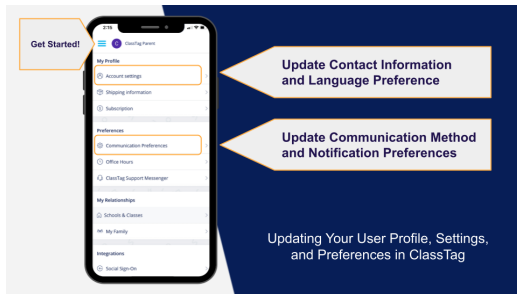 Get Started!
2:15
C ClassTag Parent
My Profile
Account settings
Shipping information
Subscription
Preferences
Communication Preferences
Office Hours
ClassTag Support Messenger
My Relationships
Schools & Classes
My Family
Integrations
Social Sign-On
Update Contact Information
and Language Preference
Update Communication Method
and Notification Preferences
Updating Your User Profile, Settings,
and Preferences in ClassTag